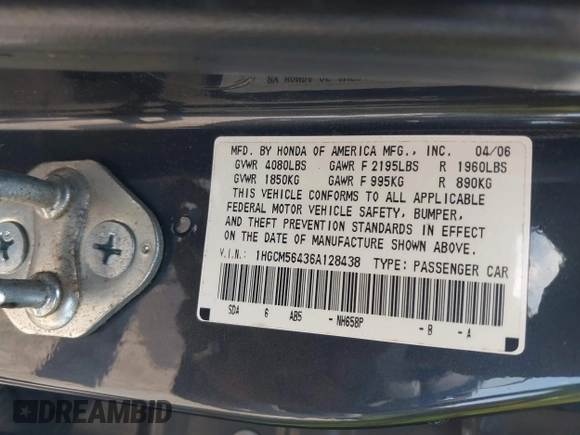 MFD. BY HONDA OF AMERICA MFG., INC. 04/06
GVWR 4080LBS GAWR F 2195LBS R 1960LBS
GVWR 1850KG GAWR F 995KG R 890KG
THIS VEHICLE CONFORMS TO ALL APPLICABLE
FEDERAL MOTOR VEHICLE SAFETY, BUMPER,
AND THEFT PREVENTION STANDARDS IN EFFECT
ON THE DATE OF MANUFACTURE SHOWN ABOVE.
V.I.N.: 1HGCM56436A128438 TYPE: PASSENGER CAR
SDA 6 AB5 - NH658P - B - A
DREAMBID